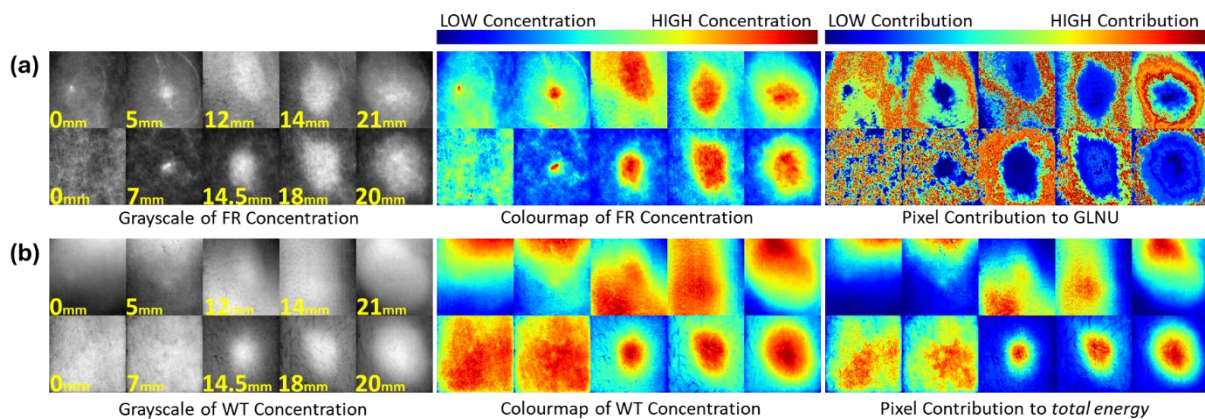 LOW Concentration HIGH Concentration LOW Contribution HIGH Contribution
(a)
0mm 5mm 12mm 14mm 21mm
0mm 7mm 14.5mm 18mm 20mm
Grayscale of FR Concentration Colourmap of FR Concentration Pixel Contribution to GLNU
(b)
0mm 5mm 12mm 14mm 21mm
0mm 7mm 14.5mm 18mm 20mm
Grayscale of WT Concentration Colourmap of WT Concentration Pixel Contribution to total energy